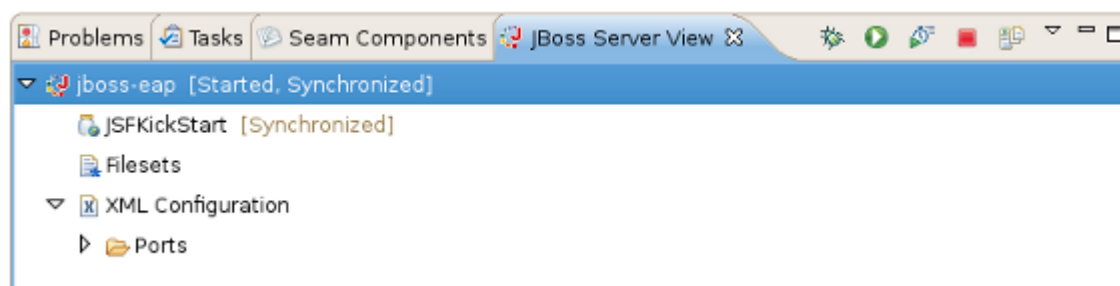 Problems Tasks Seam Components JBoss Server View
jboss-eap [Started, Synchronized]
JSFKickStart [Synchronized]
Filesets
XML Configuration
Ports